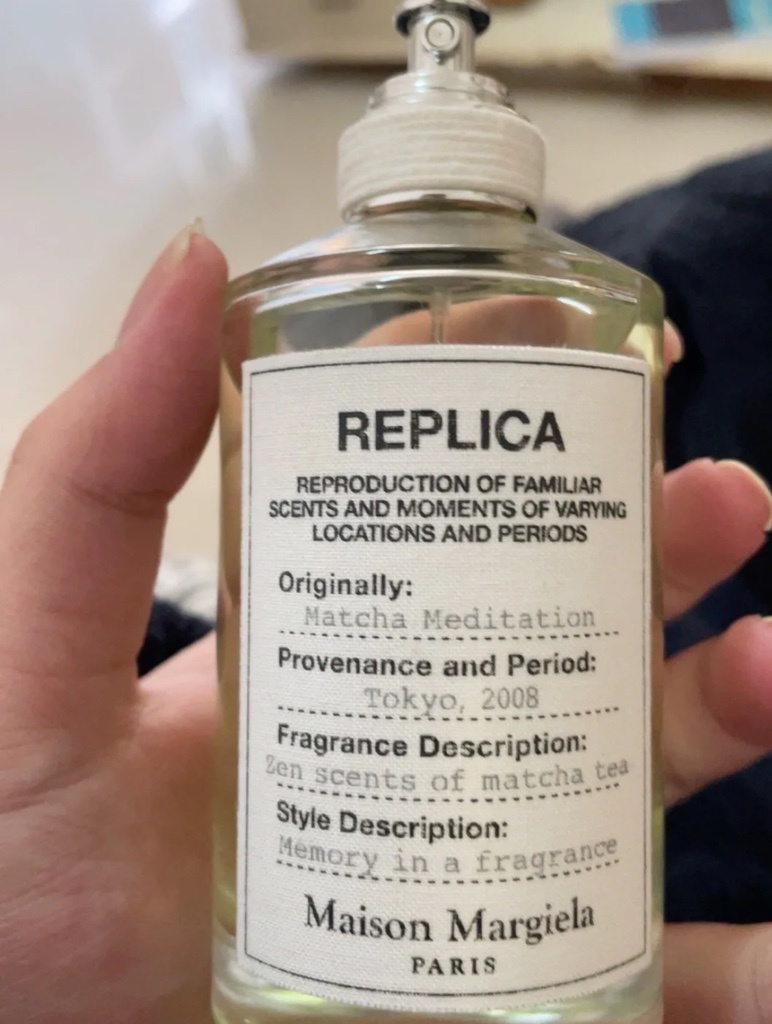 REPLICA
REPRODUCTION OF FAMILIAR
SCENTS AND MOMENTS OF VARYING
LOCATIONS AND PERIODS
Originally:
Matcha Meditation
Provenance and Period:
Tokyo, 2008
Fragrance Description:
Zen scents of matcha tea
Style Description:
Memory in a fragrance
Maison Margiela
PARIS